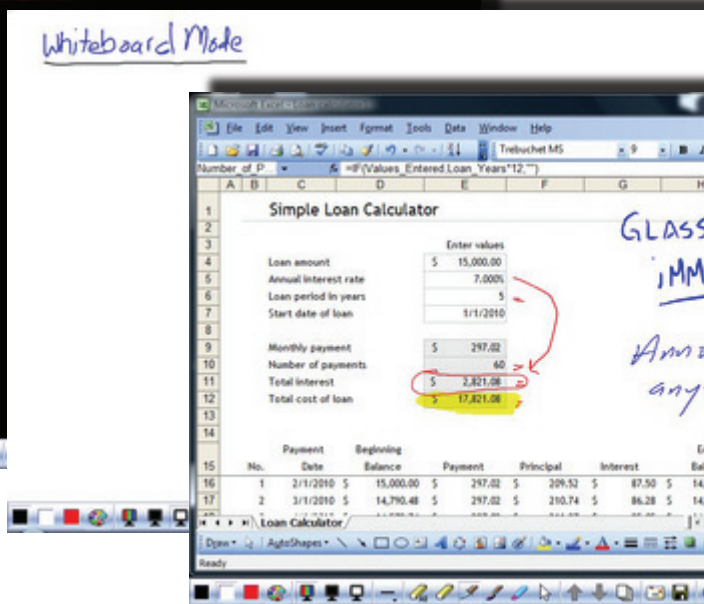 Whiteboard Mode
Microsoft Excel - Loan
File Edit View Insert Format Tools Data Window Help
Trebuchet MS 9 B
Number_of_P... fx =IF(Values_Entered,Loan_Years*12,"")
A B C D E F G H
1 Simple Loan Calculator
2
3 Enter values
4 Loan amount $ 15,000.00
5 Annual interest rate 7.000%
6 Loan period in years 5
7 Start date of loan 1/1/2010
8
9 Monthly payment $ 297.02
10 Number of payments 60
11 Total interest $ 2,821.08
12 Total cost of loan $ 17,821.08
13
14
GLASS
iMM
any
Payment Beginning
15 No. Date Balance Payment Principal Interest
16 1 2/1/2010 $ 15,000.00 $ 297.02 $ 209.52 $ 87.50 $ 14,
17 2 3/1/2010 $ 14,790.48 $ 297.02 $ 210.74 $ 86.28 $ 14,
Loan Calculator
Draw AutoShapes
Ready